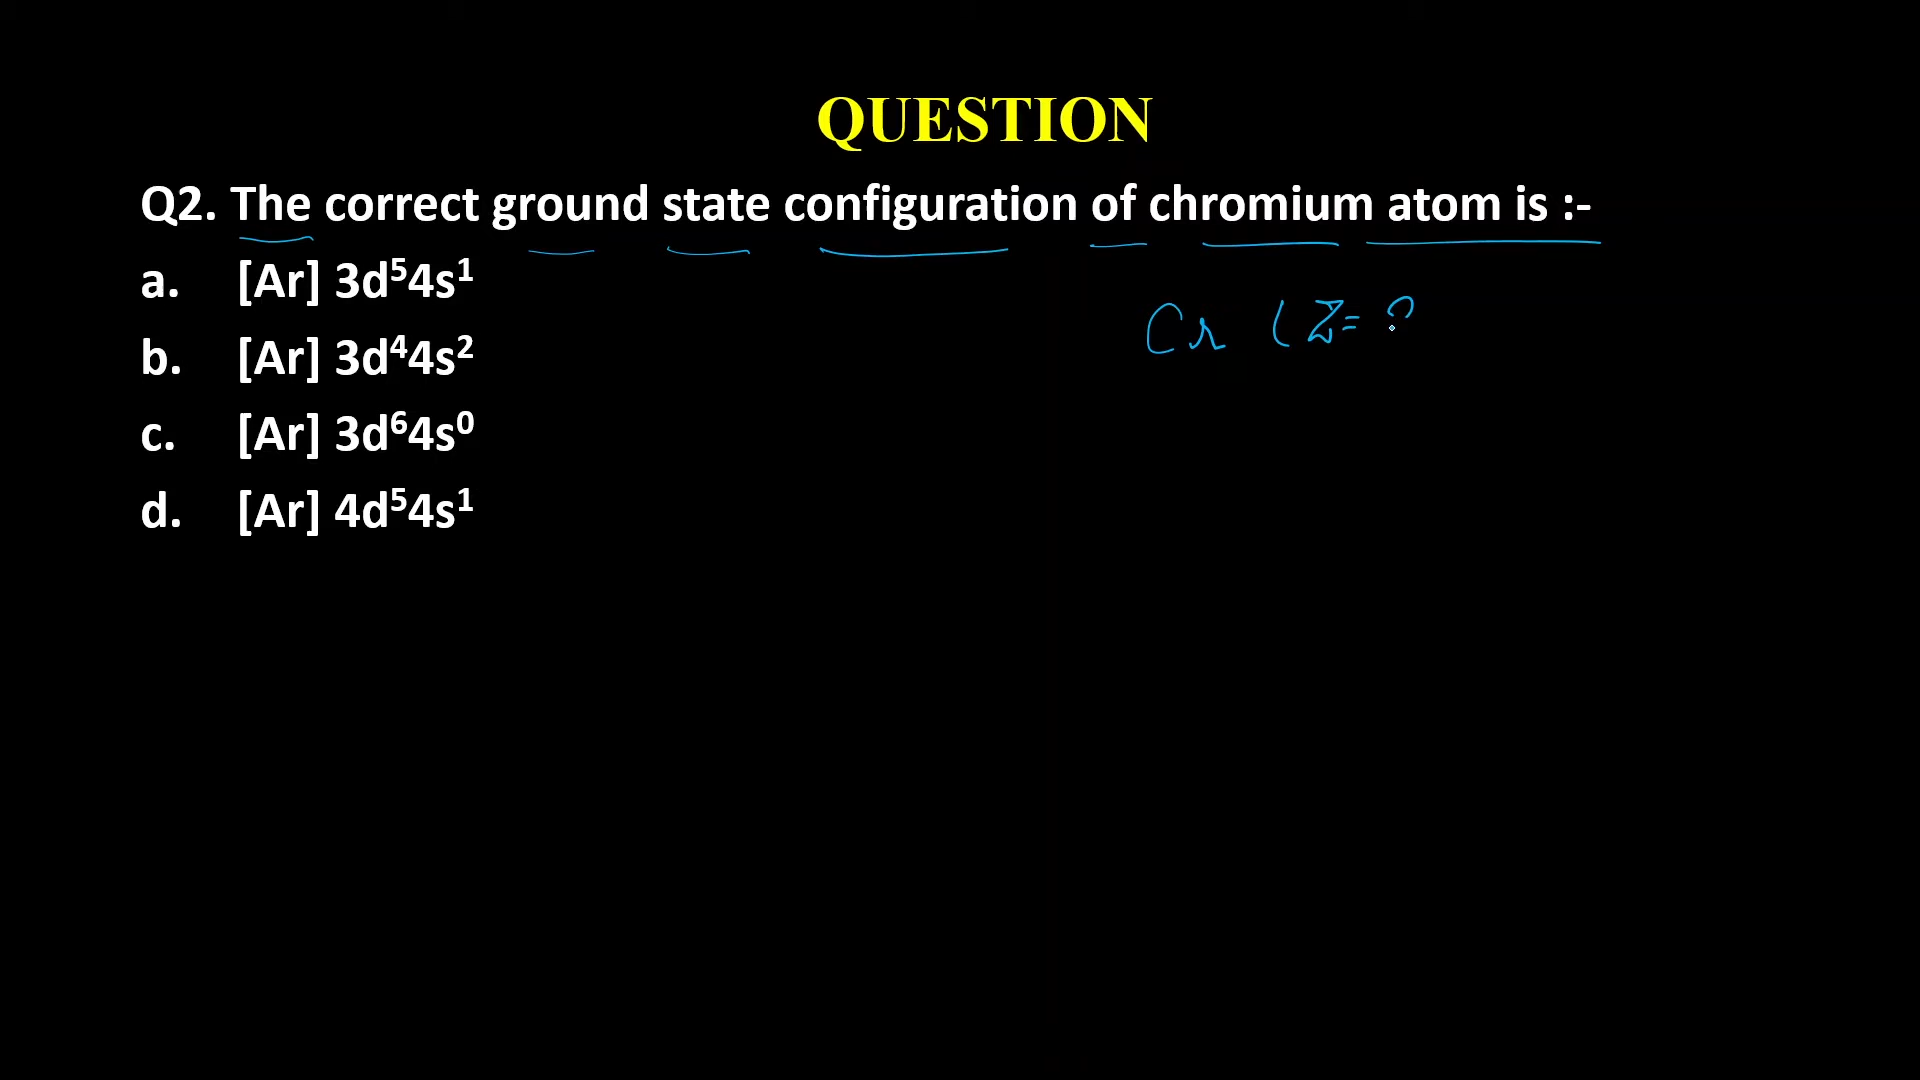 QUESTION
Q2. The correct ground state configuration of chromium atom is :-
a. [Ar] 3d⁵4s¹
Cr (Z= ?
b. [Ar] 3d⁴4s²
c. [Ar] 3d⁶4s⁰
d. [Ar] 4d⁵4s¹